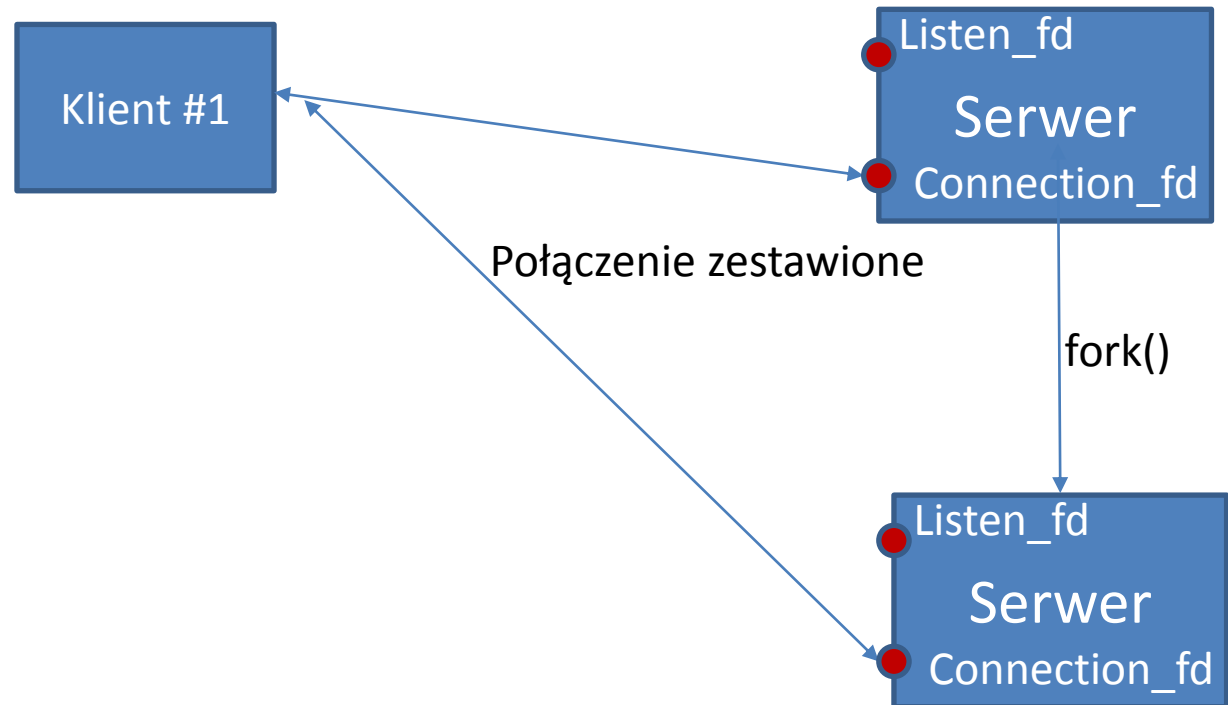 Klient #1
Listen_fd
Serwer
Connection_fd
Połączenie zestawione
fork()
Listen_fd
Serwer
Connection_fd